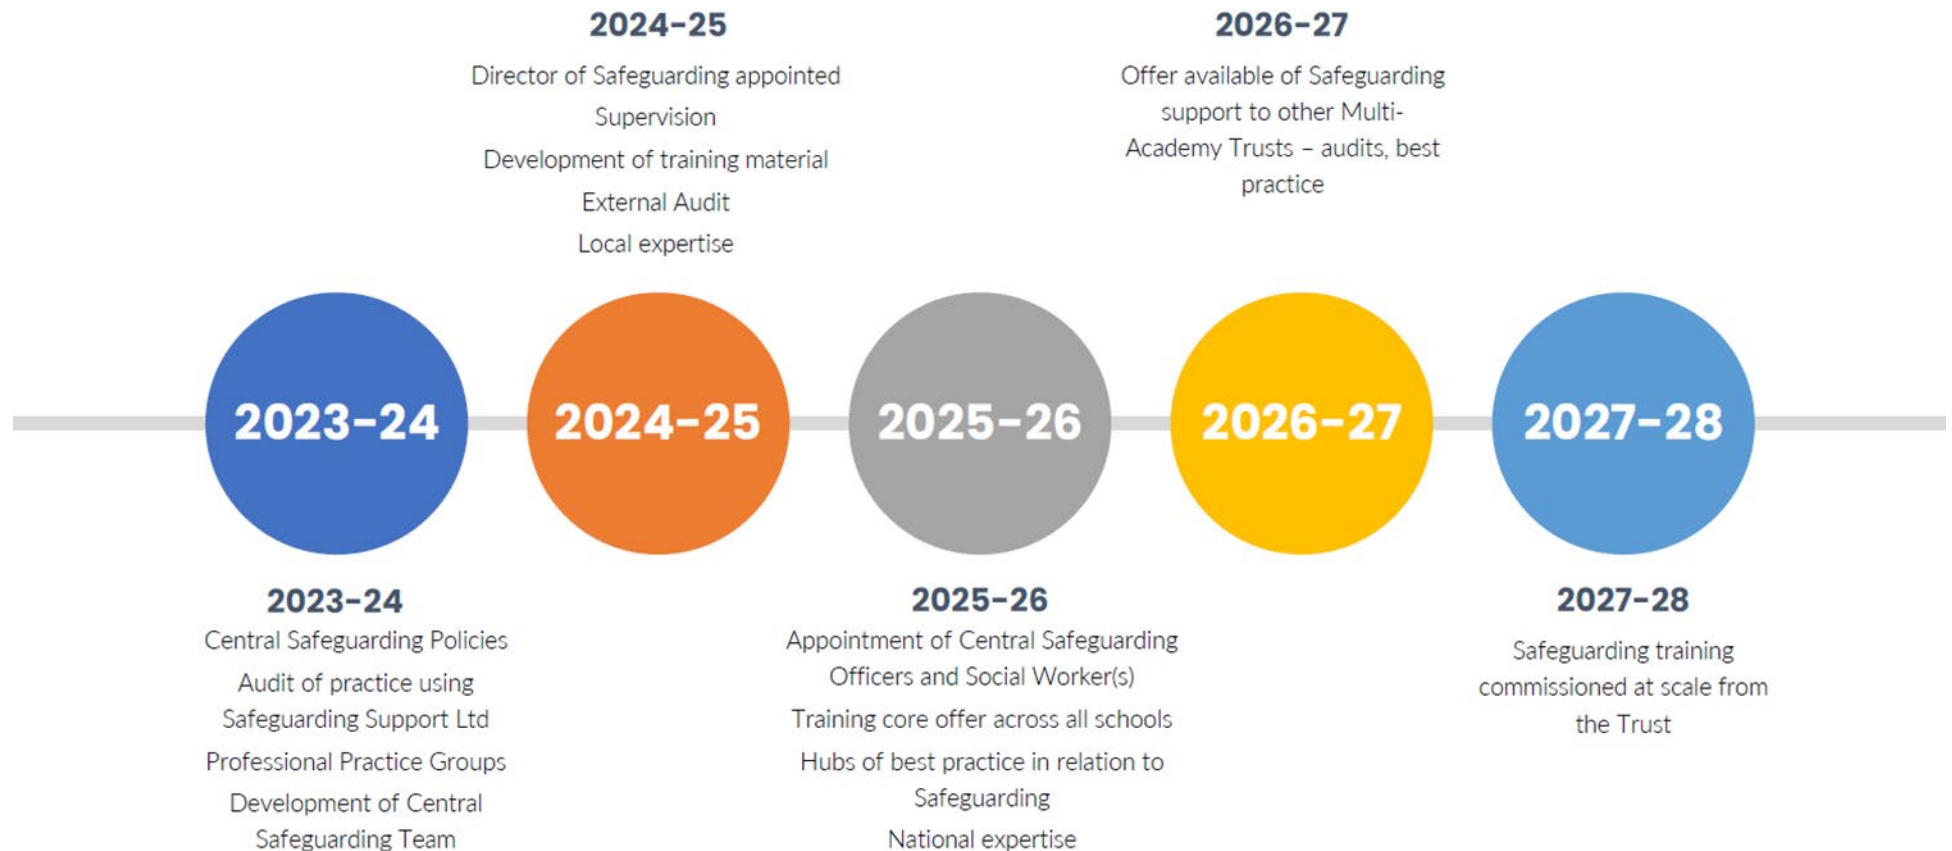 2024-25
Director of Safeguarding appointed
Supervision
Development of training material
External Audit
Local expertise
2026-27
Offer available of Safeguarding
support to other Multi-
Academy Trusts – audits, best
practice
2023-24
2024-25
2025-26
2026-27
2027-28
2023-24
Central Safeguarding Policies
Audit of practice using
Safeguarding Support Ltd
Professional Practice Groups
Development of Central
Safeguarding Team
2025-26
Appointment of Central Safeguarding
Officers and Social Worker(s)
Training core offer across all schools
Hubs of best practice in relation to
Safeguarding
National expertise
2027-28
Safeguarding training
commissioned at scale from
the Trust